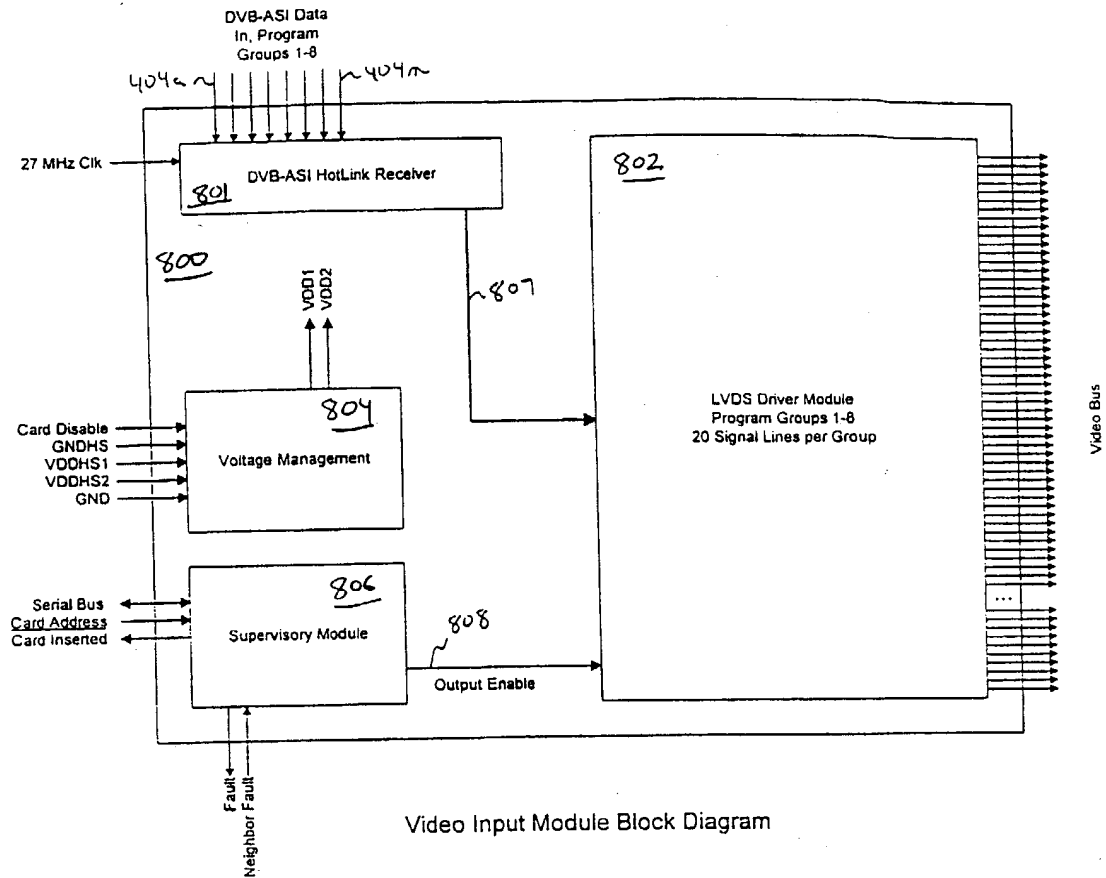 DVB-ASI Data
In, Program
Groups 1-8
404a
404n
27 MHz Clk
801
DVB-ASI HotLink Receiver
802
800
807
VDD1
VDD2
804
Voltage Management
Card Disable
GNDHS
VDDHS1
VDDHS2
GND
LVDS Driver Module
Program Groups 1-8
20 Signal Lines per Group
Video Bus
806
Supervisory Module
Serial Bus
Card Address
Card Inserted
808
Output Enable
...
Fault
Neighbor Fault
Video Input Module Block Diagram